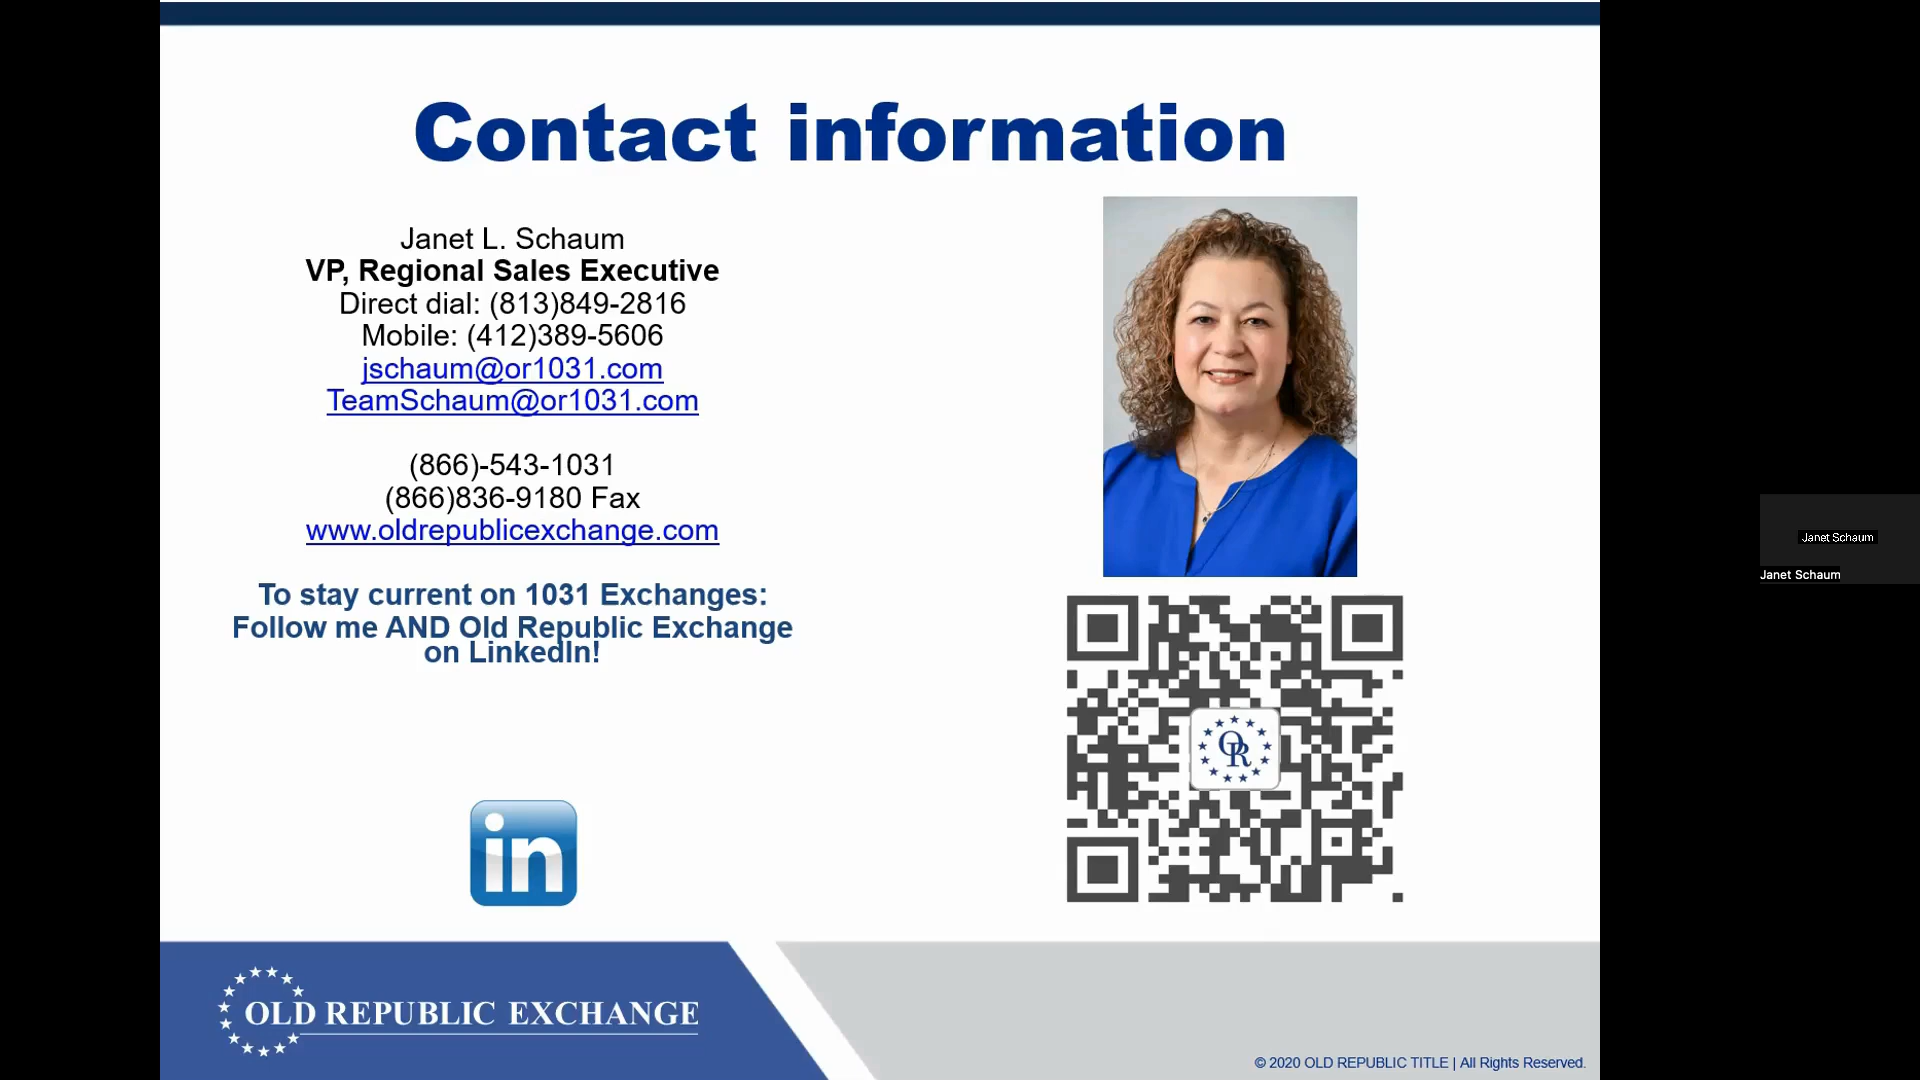 Contact information
Janet L. Schaum
VP, Regional Sales Executive
Direct dial: (813)849-2816
Mobile: (412)389-5606
jschaum@or1031.com
TeamSchaum@or1031.com
(866)-543-1031
(866)836-9180 Fax
www.oldrepublicexchange.com
To stay current on 1031 Exchanges:
Follow me AND Old Republic Exchange
on LinkedIn!
OR
in
OLD REPUBLIC EXCHANGE
© 2020 OLD REPUBLIC TITLE | All Rights Reserved.
Janet Schaum
Janet Schaum